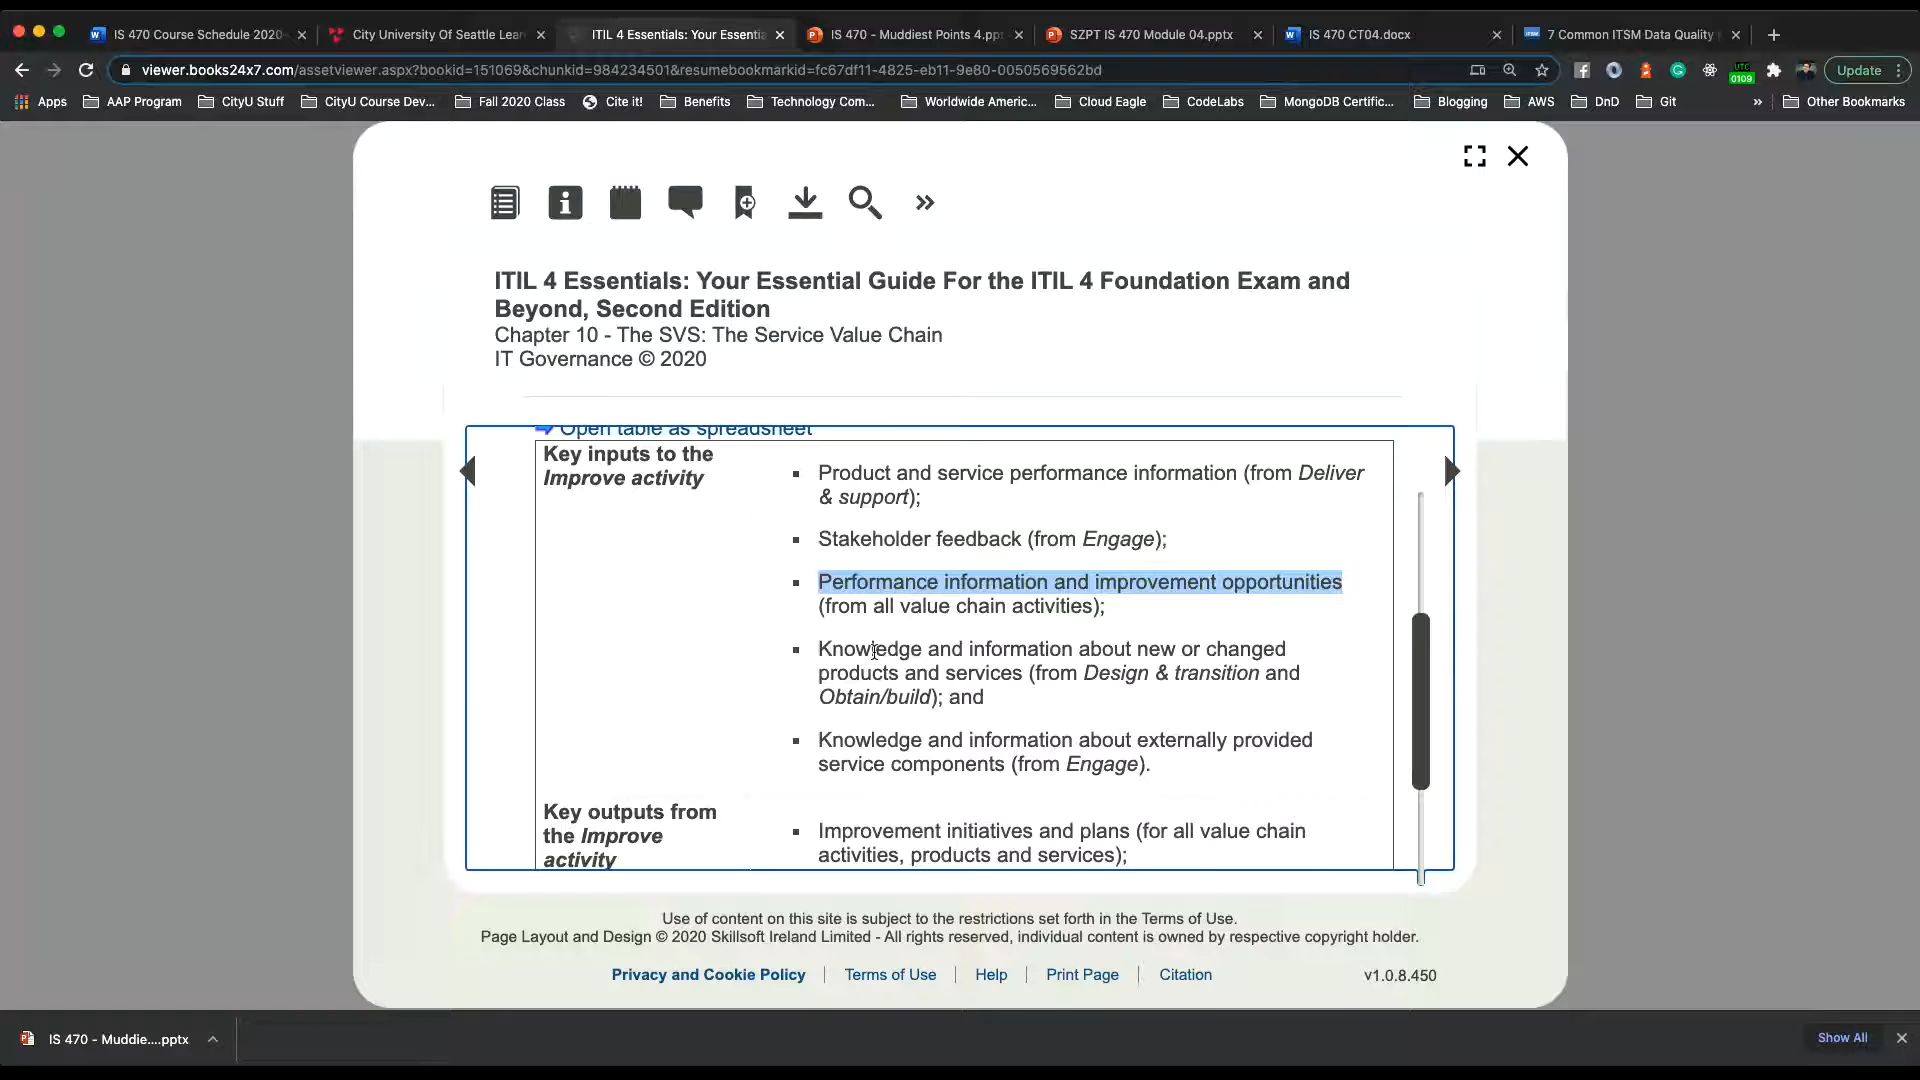 IS 470 Course Schedule 2020-
City University Of Seattle Lear
ITIL 4 Essentials: Your Essentia
IS 470 - Muddiest Points 4.pp
SZPT IS 470 Module 04.pptx
IS 470 CT04.docx
7 Common ITSM Data Quality
viewer.books24x7.com/assetviewer.aspx?bookid=151069&chunkid=984234501&resumebookmarkid=fc67df11-4825-eb11-9e80-0050569562bd
UTC
0109
Update
Apps
AAP Program
CityU Stuff
CityU Course Dev...
Fall 2020 Class
Cite it!
Benefits
Technology Com...
Worldwide Americ...
Cloud Eagle
CodeLabs
MongoDB Certific...
Blogging
AWS
DnD
Git
»
Other Bookmarks
ITIL 4 Essentials: Your Essential Guide For the ITIL 4 Foundation Exam and
Beyond, Second Edition
Chapter 10 - The SVS: The Service Value Chain
IT Governance © 2020
Open table as spreadsheet
Key inputs to the
Improve activity
▪ Product and service performance information (from Deliver
& support);
▪ Stakeholder feedback (from Engage);
▪ Performance information and improvement opportunities
(from all value chain activities);
▪ Knowledge and information about new or changed
products and services (from Design & transition and
Obtain/build); and
▪ Knowledge and information about externally provided
service components (from Engage).
Key outputs from
the Improve
activity
▪ Improvement initiatives and plans (for all value chain
activities, products and services);
Use of content on this site is subject to the restrictions set forth in the Terms of Use.
Page Layout and Design © 2020 Skillsoft Ireland Limited - All rights reserved, individual content is owned by respective copyright holder.
Privacy and Cookie Policy
Terms of Use
Help
Print Page
Citation
v1.0.8.450
IS 470 - Muddie....pptx
Show All